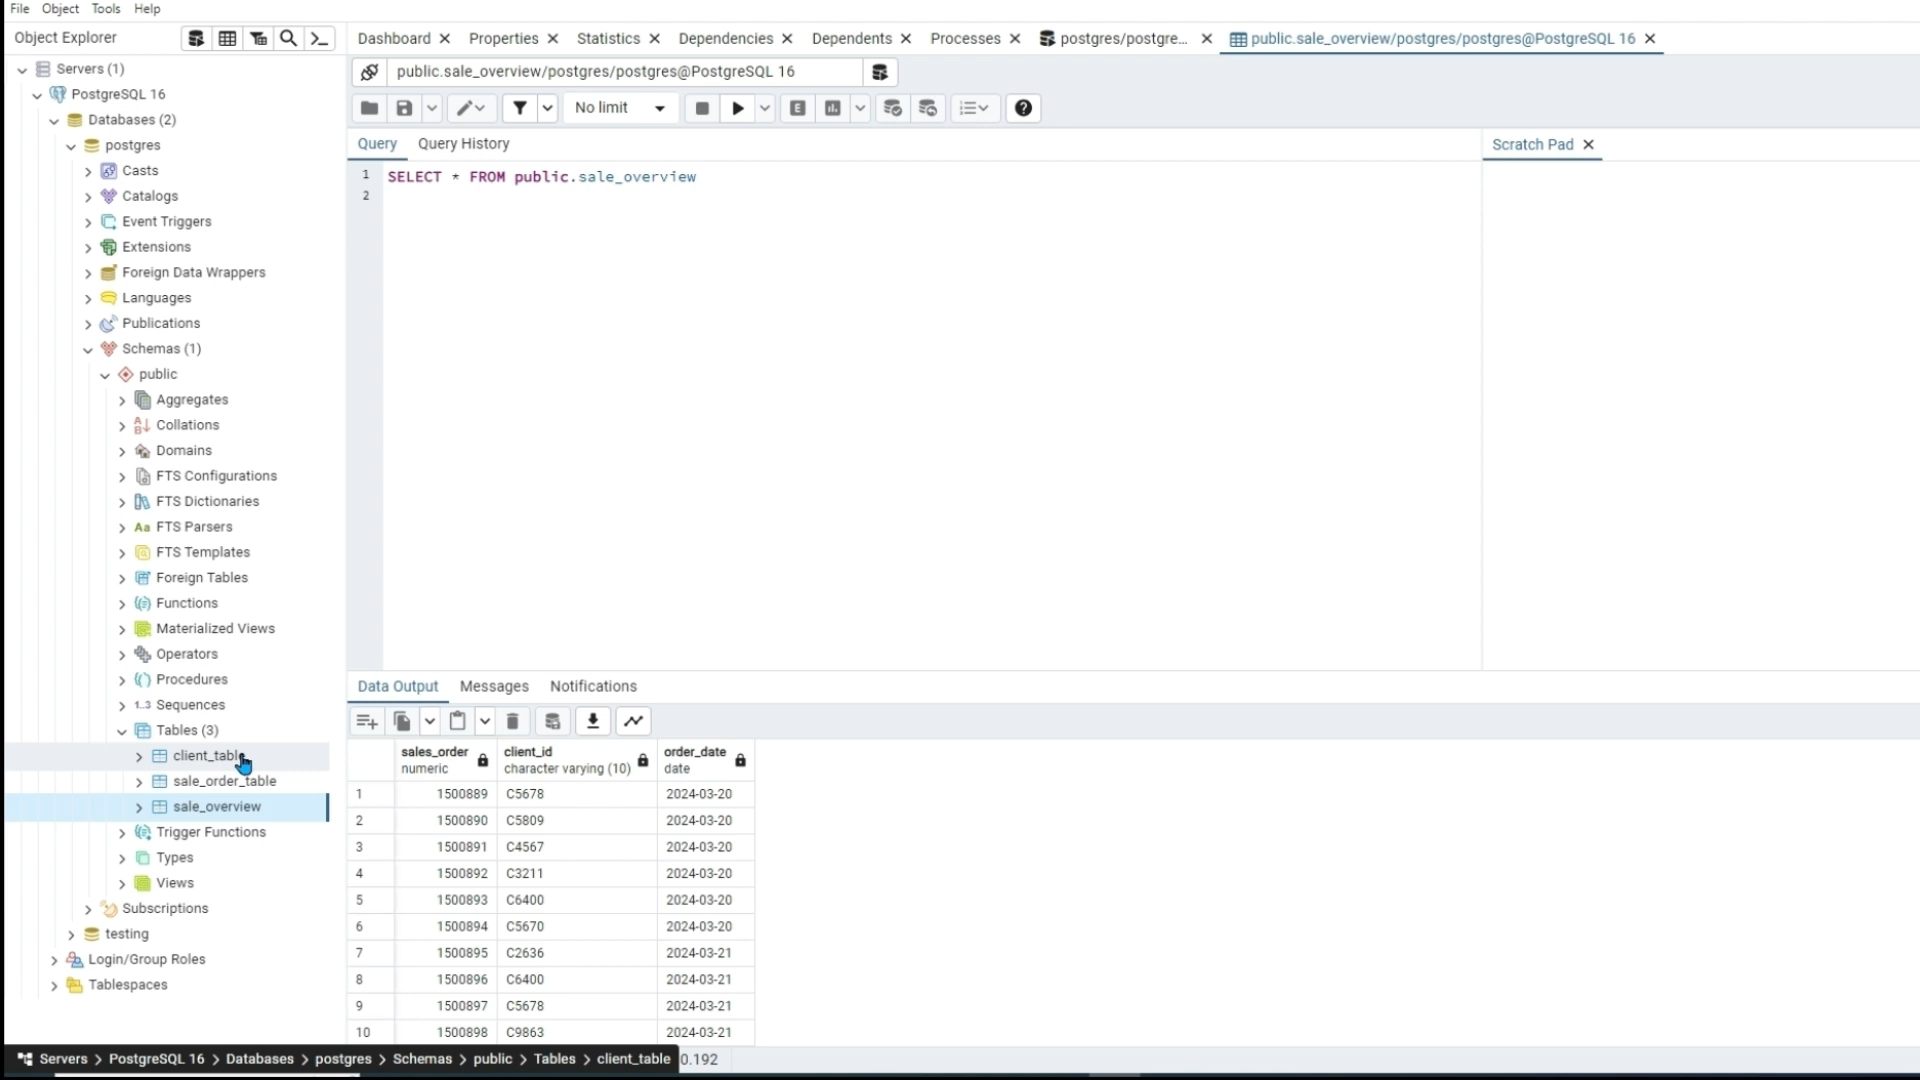 File Object Tools Help
Object Explorer
Dashboard Properties Statistics Dependencies Dependents Processes postgres/postgre... public.sale_overview/postgres/postgres@PostgreSQL 16
Servers (1)
PostgreSQL 16
Databases (2)
postgres
Casts
Catalogs
Event Triggers
Extensions
Foreign Data Wrappers
Languages
Publications
Schemas (1)
public
Aggregates
Collations
Domains
FTS Configurations
FTS Dictionaries
Aa FTS Parsers
FTS Templates
Foreign Tables
Functions
Materialized Views
Operators
Procedures
1..3 Sequences
Tables (3)
client_table
sale_order_table
sale_overview
Trigger Functions
Types
Views
Subscriptions
testing
Login/Group Roles
Tablespaces
public.sale_overview/postgres/postgres@PostgreSQL 16
No limit
E
Query Query History
Scratch Pad
1 SELECT * FROM public.sale_overview
2
Data Output Messages Notifications
sales_order client_id order_date
numeric character varying (10) date
1 1500889 C5678 2024-03-20
2 1500890 C5809 2024-03-20
3 1500891 C4567 2024-03-20
4 1500892 C3211 2024-03-20
5 1500893 C6400 2024-03-20
6 1500894 C5670 2024-03-20
7 1500895 C2636 2024-03-21
8 1500896 C6400 2024-03-21
9 1500897 C5678 2024-03-21
10 1500898 C9863 2024-03-21
Servers > PostgreSQL 16 > Databases > postgres > Schemas > public > Tables > client_table 0.192